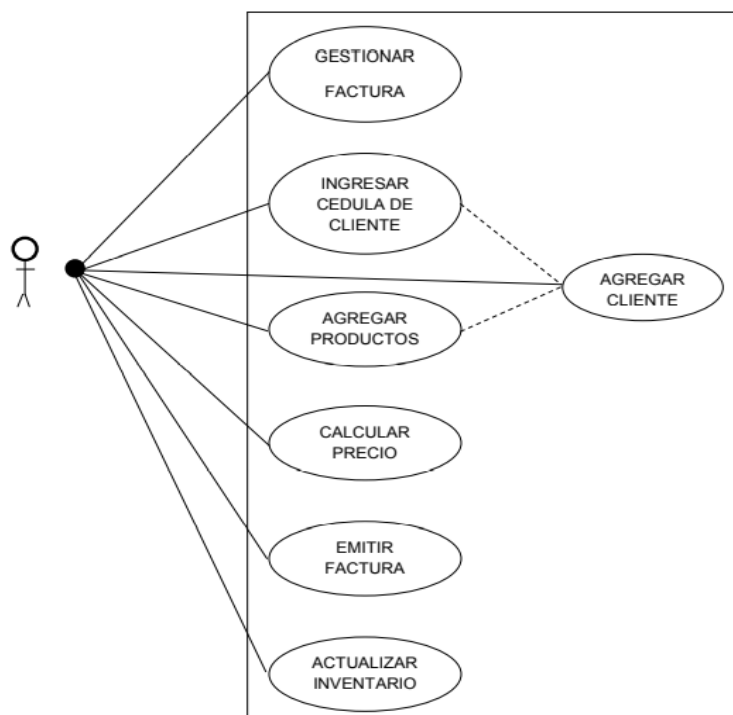 GESTIONAR
FACTURA
INGRESAR
CEDULA DE
CLIENTE
AGREGAR
CLIENTE
AGREGAR
PRODUCTOS
CALCULAR
PRECIO
EMITIR
FACTURA
ACTUALIZAR
INVENTARIO